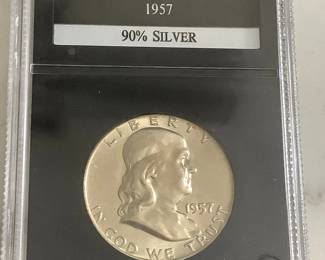 1957
90% SILVER
LIBERTY
1957
IN GOD WE TRUST